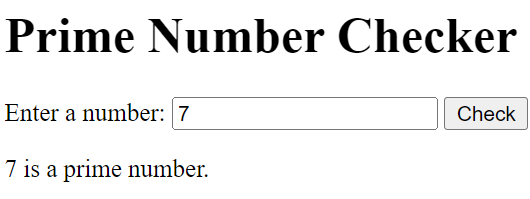 Prime Number Checker
Enter a number: 7 Check
7 is a prime number.